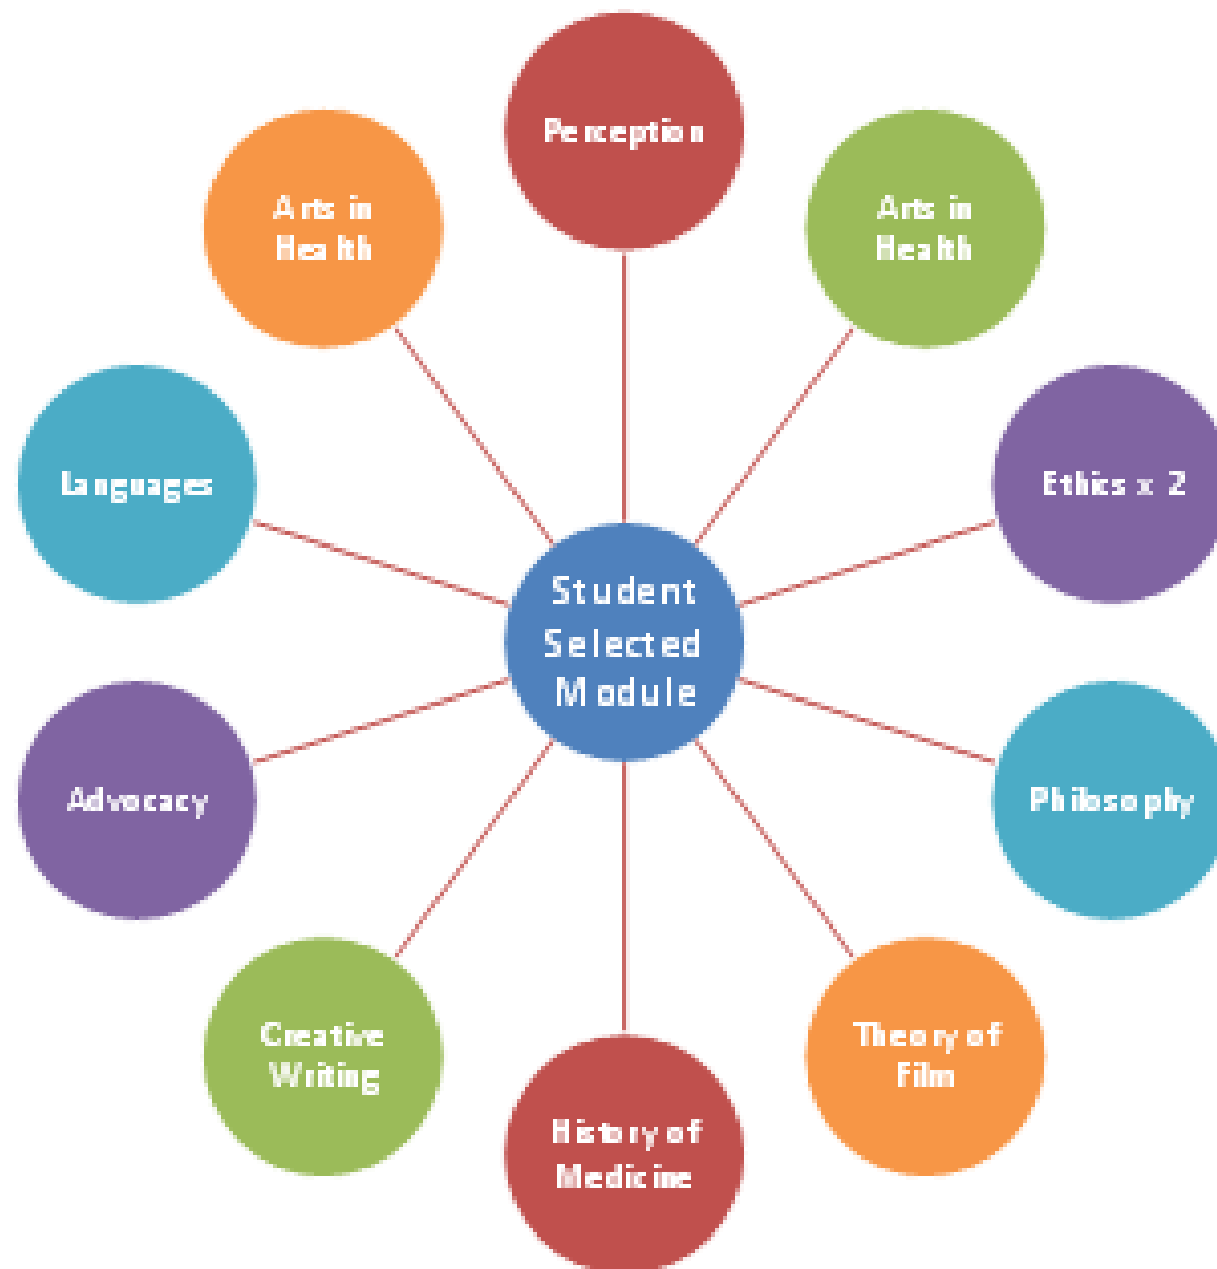 Perception
Arts in
Health
Ethics x 2
Philosophy
Theory of
Film
History of
Medicine
Creative
Writing
Advocacy
Languages
Arts in
Health
Student
Selected
Module